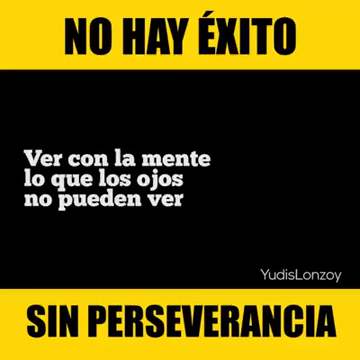 NO HAY ÉXITO
Ver con la mente
lo que los ojos
no pueden ver
YudisLonzoy
SIN PERSEVERANCIA